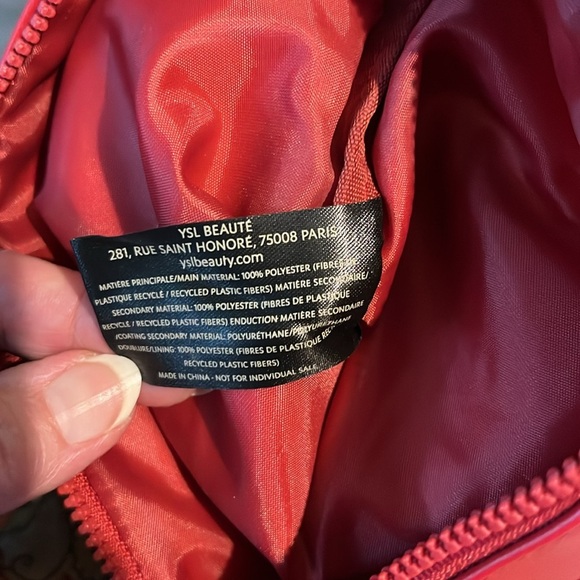 YSL BEAUTÉ
281, RUE SAINT HONORÉ, 75008 PARIS
yslbeauty.com
MATIÈRE PRINCIPALE/MAIN MATERIAL: 100% POLYESTER (FIBRES DE
PLASTIQUE RECYCLÉ / RECYCLED PLASTIC FIBERS) MATIÈRE SECONDAIRE/
SECONDARY MATERIAL: 100% POLYESTER (FIBRES DE PLASTIQUE
RECYCLÉ / RECYCLED PLASTIC FIBERS) ENDUCTION MATIÈRE SECONDAIRE
/COATING SECONDARY MATERIAL: POLYURÉTHANE/POLYURETHANE
DOUBLURE/LINING: 100% POLYESTER (FIBRES DE PLASTIQUE
RECYCLED PLASTIC FIBERS)
MADE IN CHINA - NOT FOR INDIVIDUAL SALE